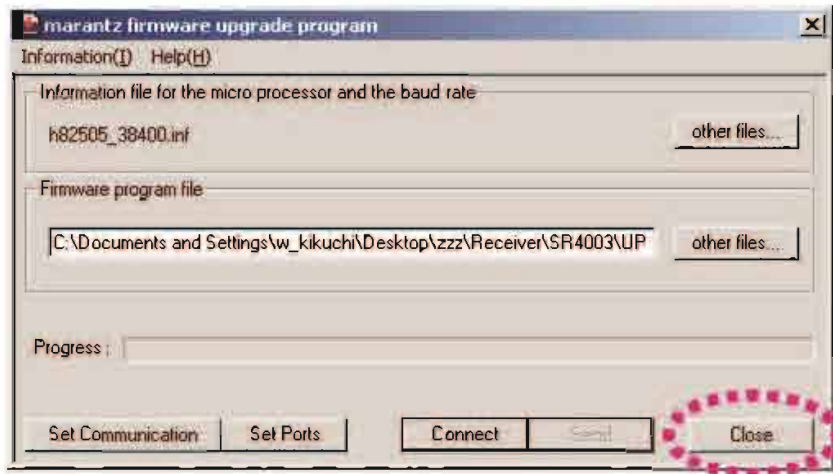 marantz firmware upgrade program
Information(I) Help(H)
Information file for the micro processor and the baud rate
h82505_38400.inf
other files...
Firmware program file
C:\Documents and Settings\w_kikuchi\Desktop\zzz\Receiver\SR4003\UP
other files...
Progress :
Set Communication Set Ports Connect Send Close